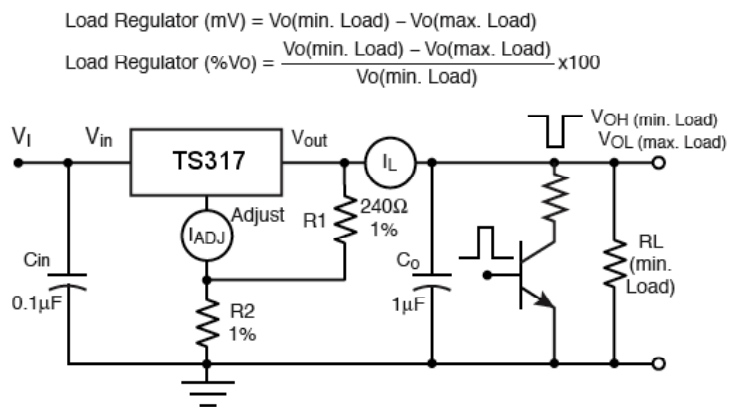 Load Regulator (mV) = Vo(min. Load) – Vo(max. Load)
Load Regulator (%Vo) = Vo(min. Load) – Vo(max. Load) x100
Vo(min. Load)
VI
Vin
TS317
Vout
IL
VOH (min. Load)
VOL (max. Load)
IADJ
Adjust
R1
240Ω
1%
Cin
0.1µF
R2
1%
Co
1µF
RL
(min.
Load)